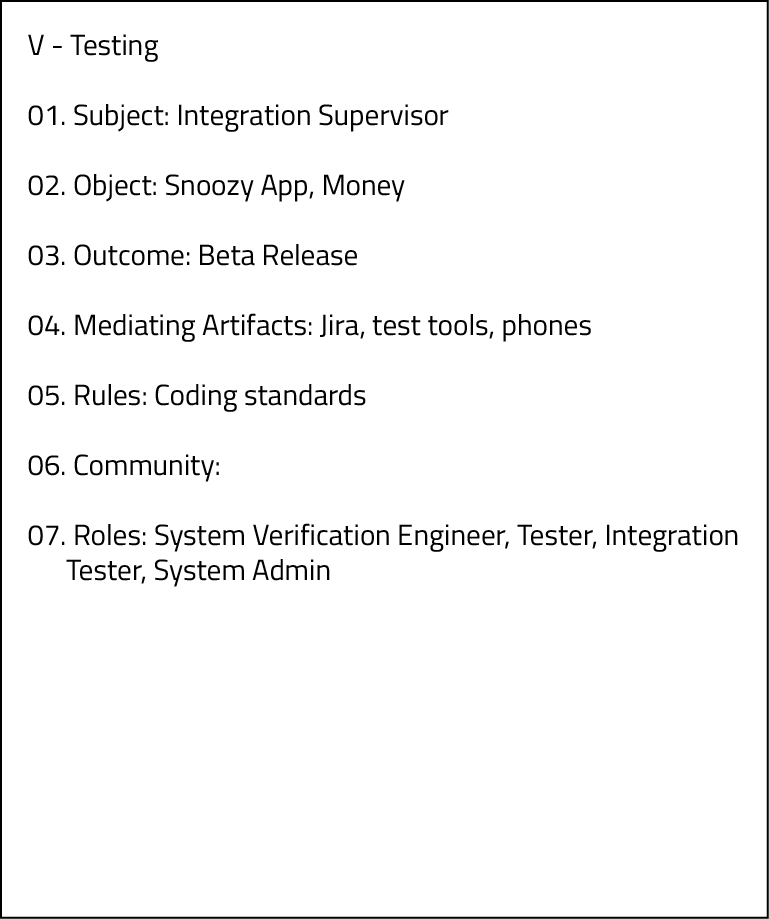 V - Testing
01. Subject: Integration Supervisor
02. Object: Snoozy App, Money
03. Outcome: Beta Release
04. Mediating Artifacts: Jira, test tools, phones
05. Rules: Coding standards
06. Community:
07. Roles: System Verification Engineer, Tester, Integration
Tester, System Admin